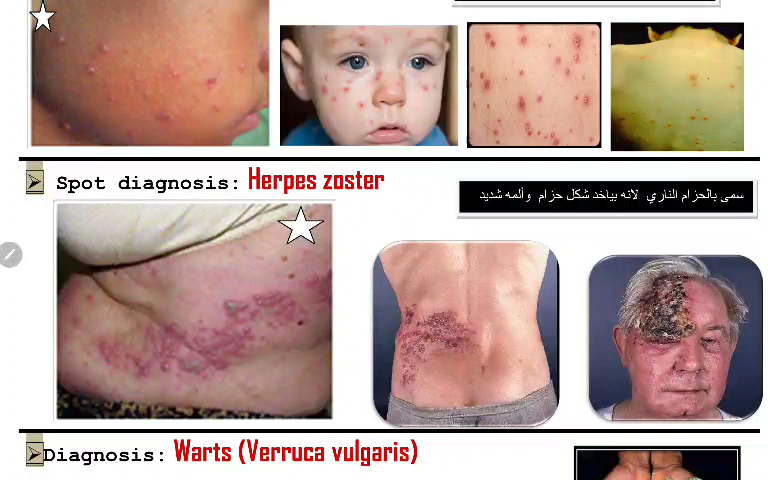 Spot diagnosis: Herpes zoster
سمى بالحزام الناري لانه بياخد شكل حزام وألمه شديد
Diagnosis: Warts (Verruca vulgaris)